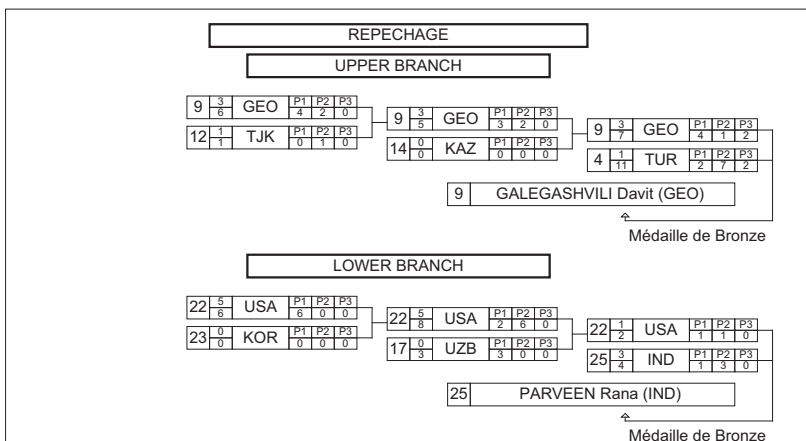 REPECHAGE
UPPER BRANCH
9 3 6 GEO P1 P2 P3 4 2 0
12 1 1 TJK P1 P2 P3 0 1 0
9 3 5 GEO P1 P2 P3 3 2 0
14 0 0 KAZ P1 P2 P3 0 0 0
9 3 7 GEO P1 P2 P3 4 1 2
4 1 11 TUR P1 P2 P3 2 7 2
9 GALEGASHVILI Davit (GEO)
Médaille de Bronze
LOWER BRANCH
22 5 6 USA P1 P2 P3 6 0 0
23 0 0 KOR P1 P2 P3 0 0 0
22 5 8 USA P1 P2 P3 2 6 0
17 0 3 UZB P1 P2 P3 3 0 0
22 1 2 USA P1 P2 P3 1 1 0
25 3 4 IND P1 P2 P3 1 3 0
25 PARVEEN Rana (IND)
Médaille de Bronze